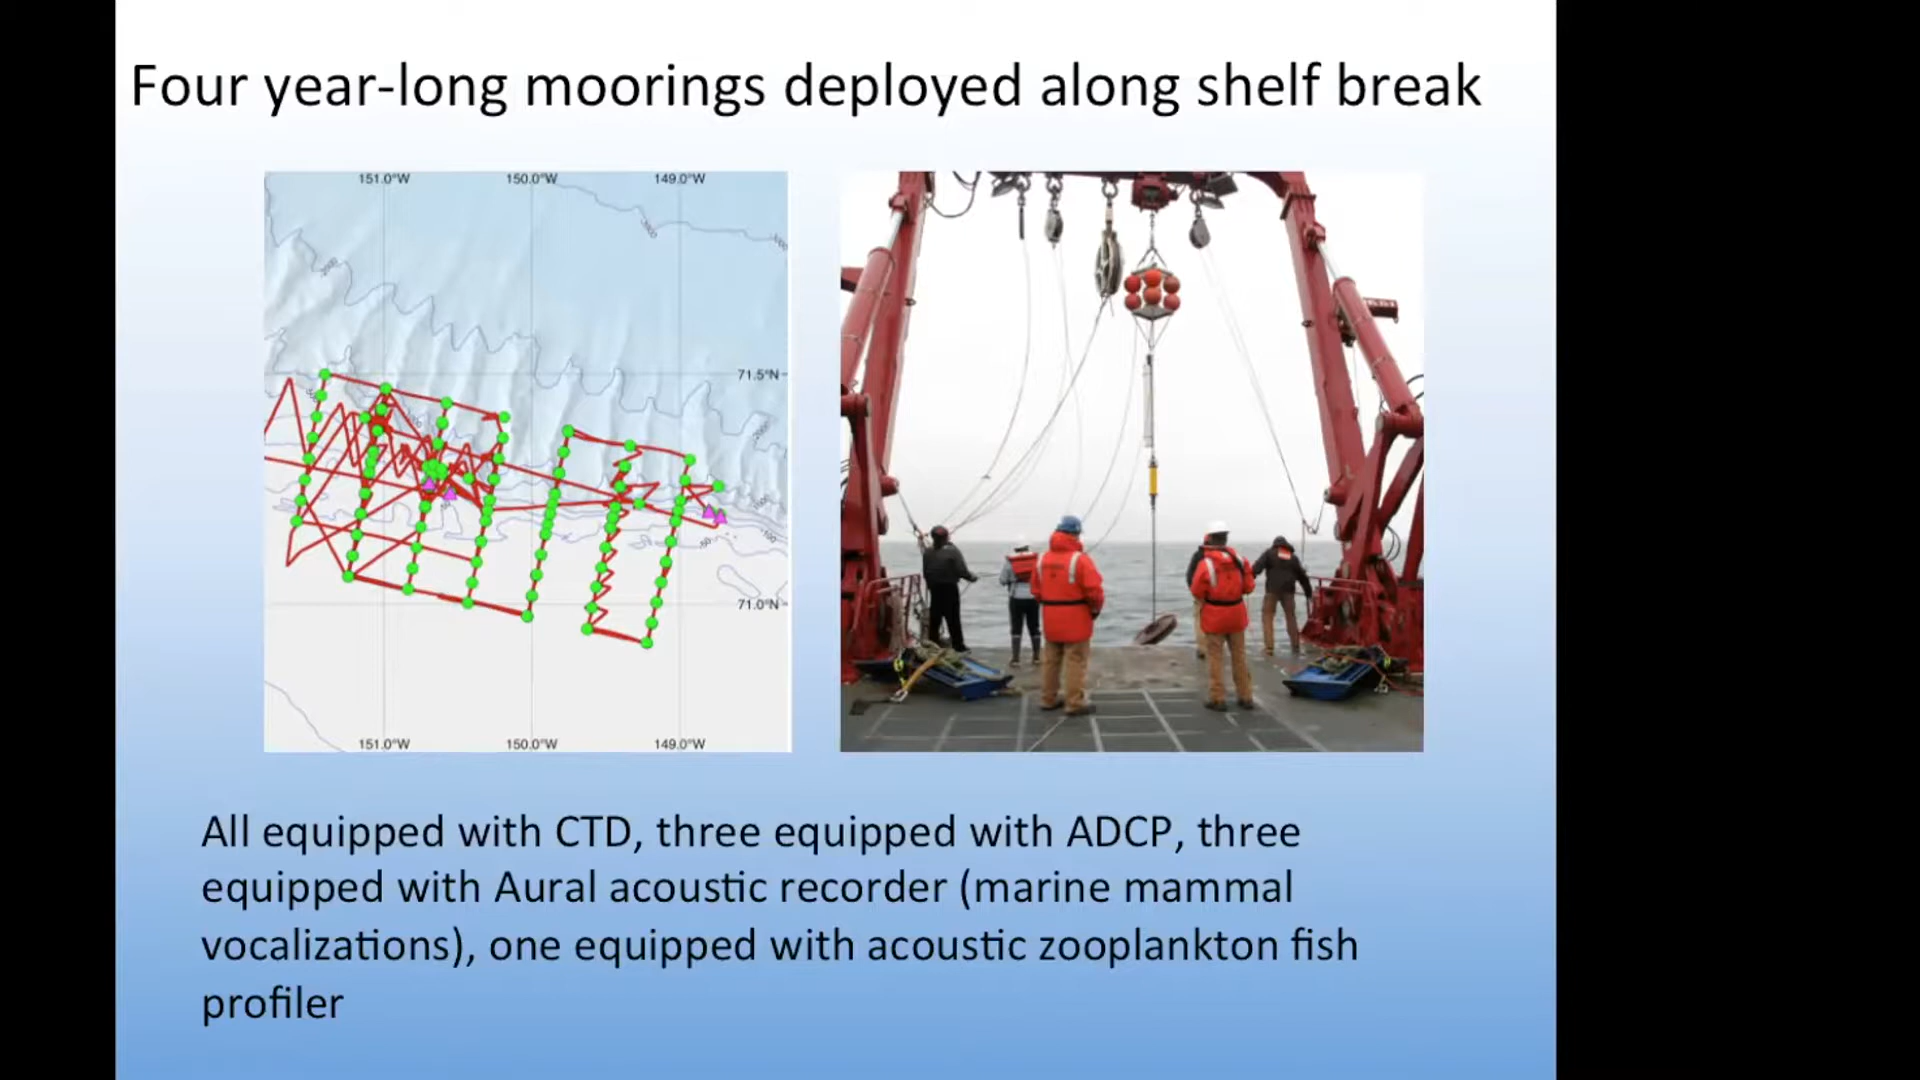 Four year-long moorings deployed along shelf break
151.0°W 150.0°W 149.0°W
71.5°N
71.0°N
151.0°W 150.0°W 149.0°W
All equipped with CTD, three equipped with ADCP, three
equipped with Aural acoustic recorder (marine mammal
vocalizations), one equipped with acoustic zooplankton fish
profiler